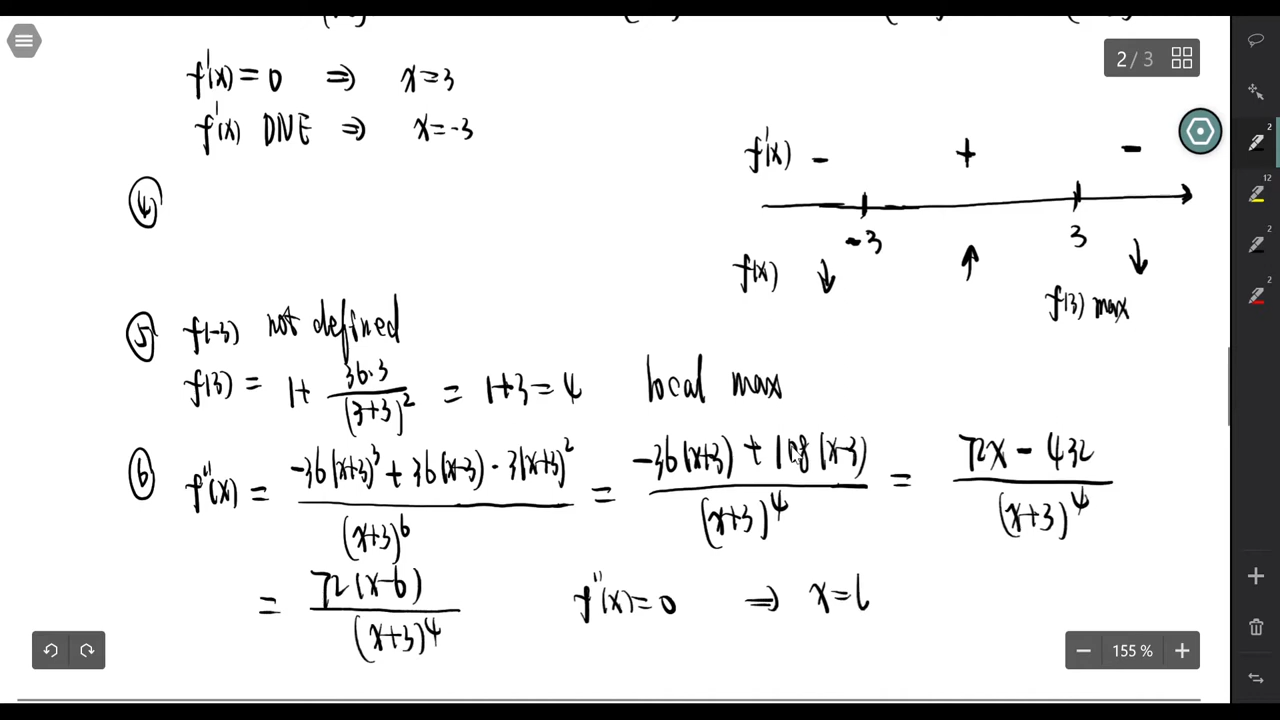 2 / 3
f'(x) = 0 ⇒ x = 3
f'(x) DNE ⇒ x = -3
f'(x) - + -
④
-3 3
f(x) ↓ ↑ ↓
f(3) max
⑤ f(-3) not defined
f(3) = 1 + 36·3/(3+3)^2 = 1+3 = 4 local max
⑥ f''(x) = (-36(x+3)^3 + 36(x-3)·3(x+3)^2)/(x+3)^6 = (-36(x+3) + 108(x-3))/(x+3)^4 = (72x - 432)/(x+3)^4
= 72(x-6)/(x+3)^4 f''(x) = 0 ⇒ x = 6
155 %